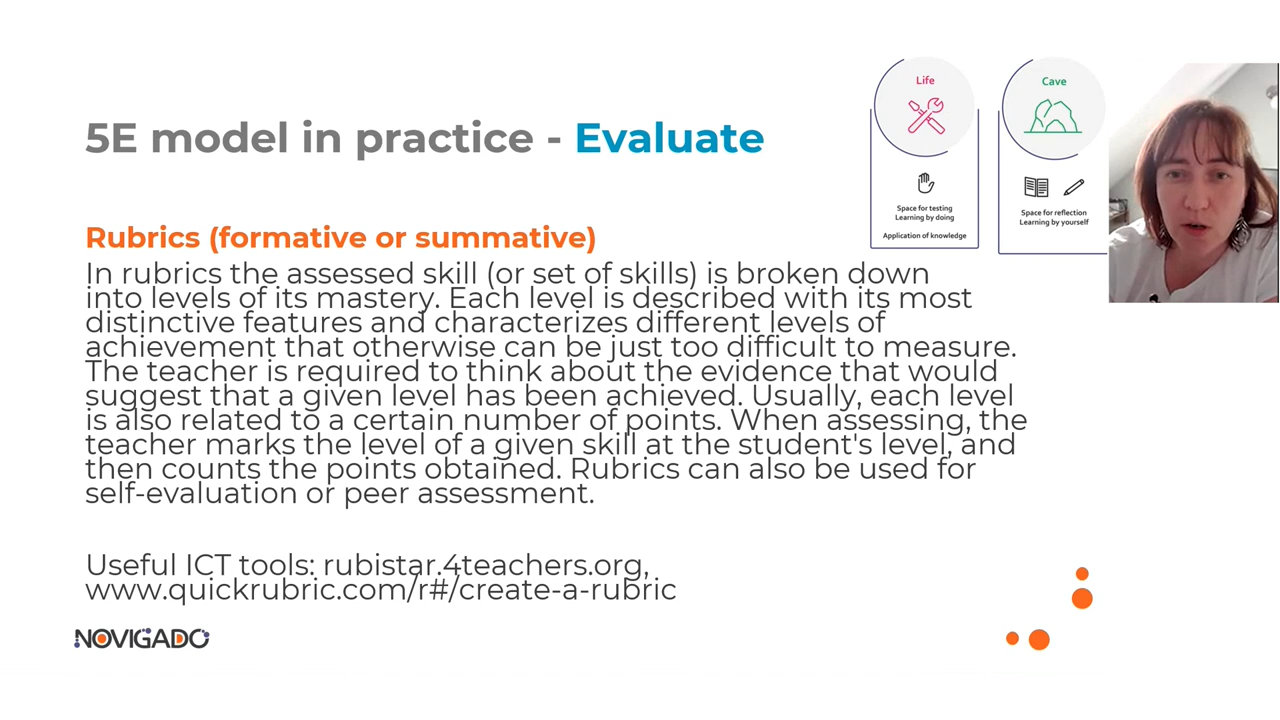 5E model in practice - Evaluate
Life
Space for testing
Learning by doing
Application of knowledge
Cave
Space for reflection
Learning by yourself
Rubrics (formative or summative)
In rubrics the assessed skill (or set of skills) is broken down
into levels of its mastery. Each level is described with its most
distinctive features and characterizes different levels of
achievement that otherwise can be just too difficult to measure.
The teacher is required to think about the evidence that would
suggest that a given level has been achieved. Usually, each level
is also related to a certain number of points. When assessing, the
teacher marks the level of a given skill at the student's level, and
then counts the points obtained. Rubrics can also be used for
self-evaluation or peer assessment.
Useful ICT tools: rubistar.4teachers.org,
www.quickrubric.com/r#/create-a-rubric
NOVIGADO